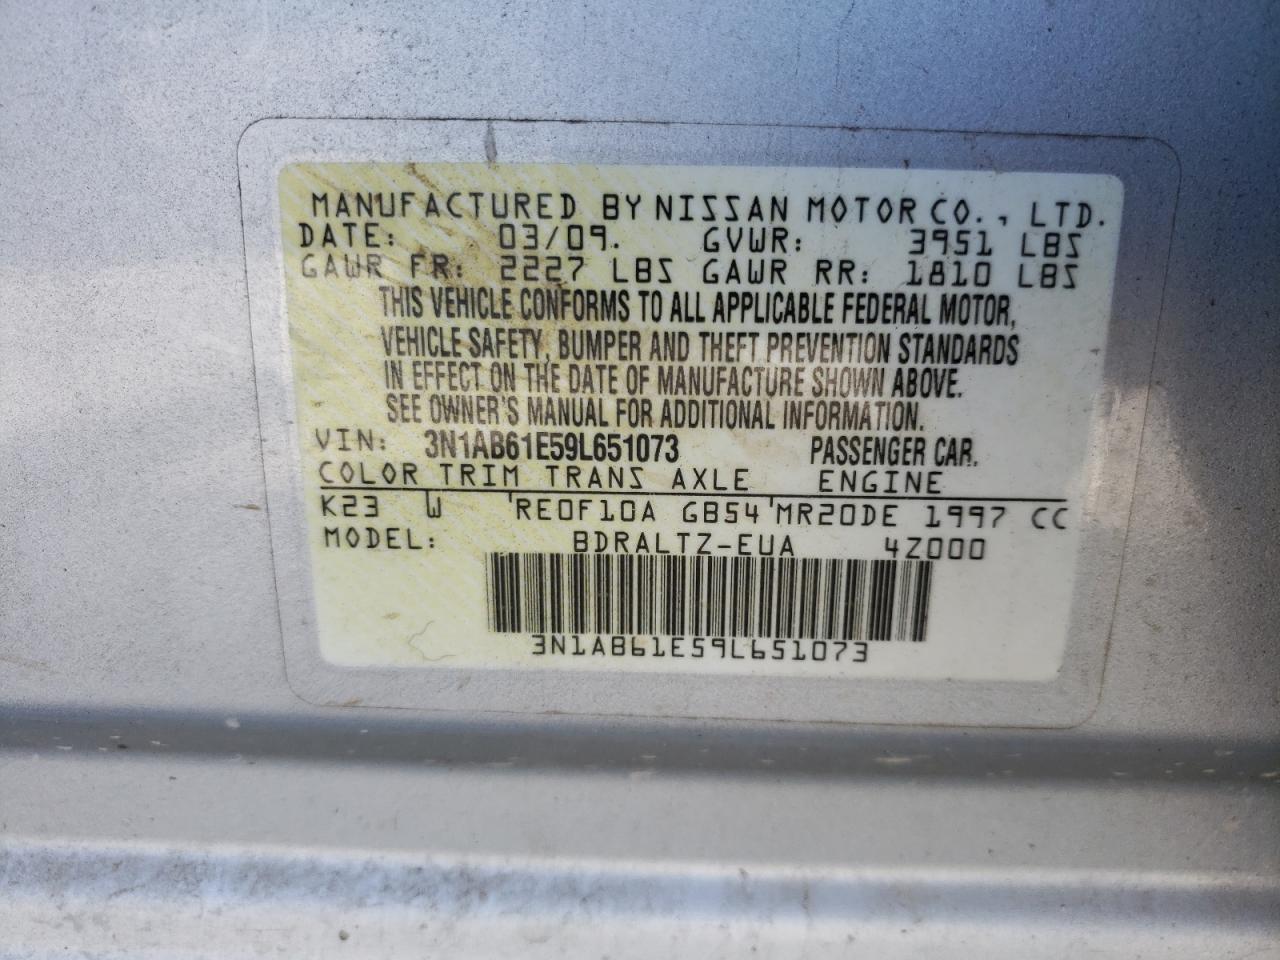 MANUFACTURED BY NISSAN MOTOR CO., LTD.
DATE: 03/09. GVWR: 3951 LBS
GAWR FR: 2227 LBS GAWR RR: 1810 LBS
THIS VEHICLE CONFORMS TO ALL APPLICABLE FEDERAL MOTOR,
VEHICLE SAFETY, BUMPER AND THEFT PREVENTION STANDARDS
IN EFFECT ON THE DATE OF MANUFACTURE SHOWN ABOVE.
SEE OWNER'S MANUAL FOR ADDITIONAL INFORMATION.
VIN: 3N1AB61E59L651073 PASSENGER CAR.
COLOR TRIM TRANS AXLE ENGINE
K23 W RE0F10A GB54 MR20DE 1997 CC
MODEL: BDRALTZ-EUA 4Z000
3N1AB61E59L651073